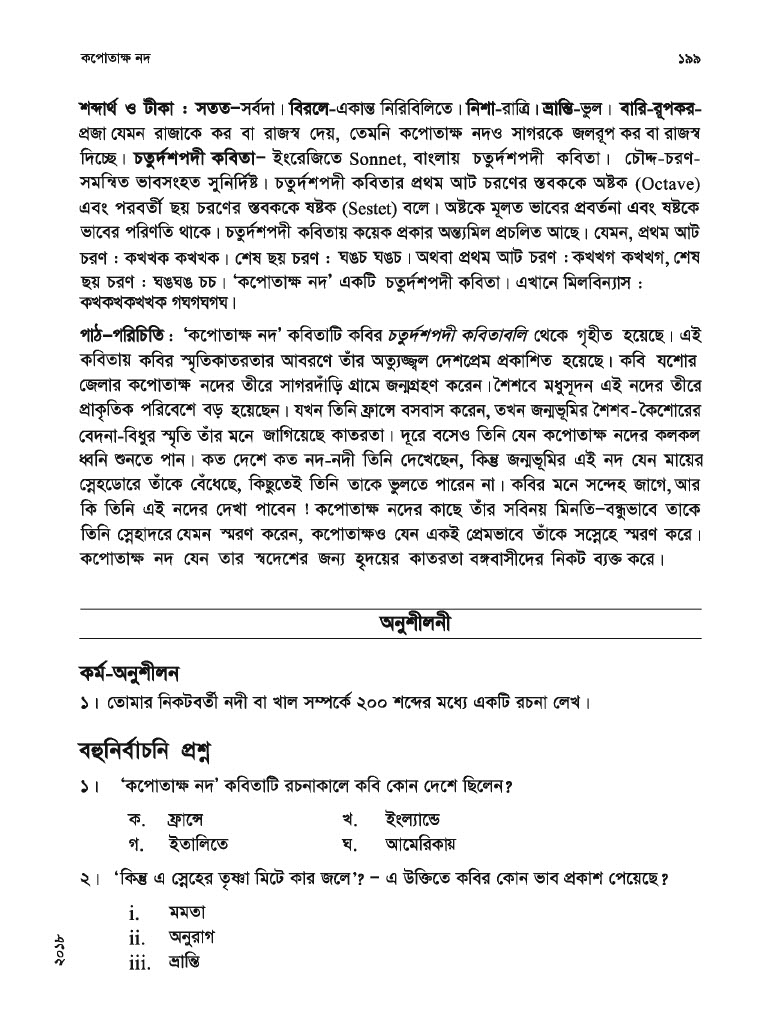 কপোতাক্ষ নদ ১৯৯
শব্দার্থ ও টীকা : সতত–সর্বদা। বিরলে-একান্ত নিরিবিলিতে। নিশা-রাত্রি। ভ্রান্তি-ভুল। বারি-রূপকর-
প্রজা যেমন রাজাকে কর বা রাজস্ব দেয়, তেমনি কপোতাক্ষ নদও সাগরকে জলরূপ কর বা রাজস্ব
দিচ্ছে। চতুর্দশপদী কবিতা– ইংরেজিতে Sonnet, বাংলায় চতুর্দশপদী কবিতা। চৌদ্দ-চরণ-
সমন্বিত ভাবসংহত সুনির্দিষ্ট। চতুর্দশপদী কবিতার প্রথম আট চরণের স্তবককে অষ্টক (Octave)
এবং পরবর্তী ছয় চরণের স্তবককে ষষ্টক (Sestet) বলে। অষ্টকে মূলত ভাবের প্রবর্তনা এবং ষষ্টকে
ভাবের পরিণতি থাকে। চতুর্দশপদী কবিতায় কয়েক প্রকার অন্ত্যমিল প্রচলিত আছে। যেমন, প্রথম আট
চরণ : কখখক কখখক। শেষ ছয় চরণ : ঘঙচ ঘঙচ। অথবা প্রথম আট চরণ : কখখগ কখখগ, শেষ
ছয় চরণ : ঘঙঘঙ চচ। ‘কপোতাক্ষ নদ’ একটি চতুর্দশপদী কবিতা। এখানে মিলবিন্যাস :
কখকখকখখক গঘগঘগঘ।
পাঠ–পরিচিতি : ‘কপোতাক্ষ নদ’ কবিতাটি কবির চতুর্দশপদী কবিতাবলি থেকে গৃহীত হয়েছে। এই
কবিতায় কবির স্মৃতিকাতরতার আবরণে তাঁর অত্যুজ্জ্বল দেশপ্রেম প্রকাশিত হয়েছে। কবি যশোর
জেলার কপোতাক্ষ নদের তীরে সাগরদাঁড়ি গ্রামে জন্মগ্রহণ করেন। শৈশবে মধুসূদন এই নদের তীরে
প্রাকৃতিক পরিবেশে বড় হয়েছেন। যখন তিনি ফ্রান্সে বসবাস করেন, তখন জন্মভূমির শৈশব-কৈশোরের
বেদনা-বিধুর স্মৃতি তাঁর মনে জাগিয়েছে কাতরতা। দূরে বসেও তিনি যেন কপোতাক্ষ নদের কলকল
ধ্বনি শুনতে পান। কত দেশে কত নদ-নদী তিনি দেখেছেন, কিন্তু জন্মভূমির এই নদ যেন মায়ের
স্নেহডোরে তাঁকে বেঁধেছে, কিছুতেই তিনি তাকে ভুলতে পারেন না। কবির মনে সন্দেহ জাগে, আর
কি তিনি এই নদের দেখা পাবেন ! কপোতাক্ষ নদের কাছে তাঁর সবিনয় মিনতি–বন্ধুভাবে তাকে
তিনি স্নেহাদরে যেমন স্মরণ করেন, কপোতাক্ষও যেন একই প্রেমভাবে তাঁকে সস্নেহে স্মরণ করে।
কপোতাক্ষ নদ যেন তার স্বদেশের জন্য হৃদয়ের কাতরতা বঙ্গবাসীদের নিকট ব্যক্ত করে।
অনুশীলনী
কর্ম-অনুশীলন
১। তোমার নিকটবর্তী নদী বা খাল সম্পর্কে ২০০ শব্দের মধ্যে একটি রচনা লেখ।
বহুনির্বাচনি প্রশ্ন
১। ‘কপোতাক্ষ নদ’ কবিতাটি রচনাকালে কবি কোন দেশে ছিলেন?
ক. ফ্রান্সে খ. ইংল্যান্ডে
গ. ইতালিতে ঘ. আমেরিকায়
২। ‘কিন্তু এ স্নেহের তৃষ্ণা মিটে কার জলে’? – এ উক্তিতে কবির কোন ভাব প্রকাশ পেয়েছে?
i. মমতা
ii. অনুরাগ
iii. ভ্রান্তি
২০১৮